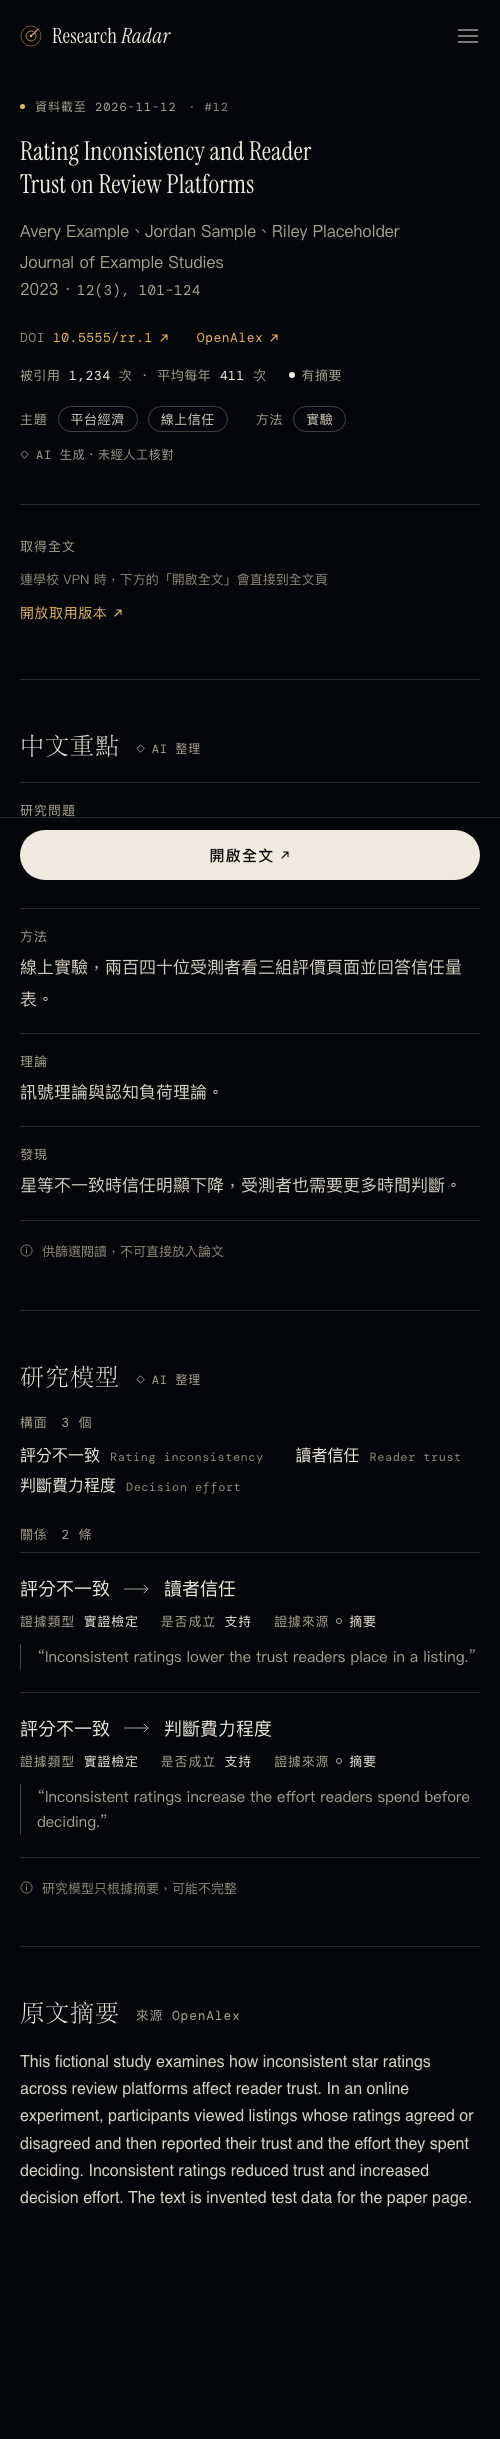 Research Radar
資料截至 2026-11-12 · #12
Rating Inconsistency and Reader
Trust on Review Platforms
Avery Example、Jordan Sample、Riley Placeholder
Journal of Example Studies
2023 · 12(3), 101–124
DOI 10.5555/rr.1 ↗ OpenAlex ↗
被引用 1,234 次 · 平均每年 411 次 ● 有摘要
主題 平台經濟 線上信任 方法 實驗
◇ AI 生成・未經人工核對
取得全文
連學校 VPN 時，下方的「開啟全文」會直接到全文頁
開放取用版本 ↗
中文重點 ◇ AI 整理
研究問題
開啟全文 ↗
方法
線上實驗，兩百四十位受測者看三組評價頁面並回答信任量
表。
理論
訊號理論與認知負荷理論。
發現
星等不一致時信任明顯下降，受測者也需要更多時間判斷。
ⓘ 供篩選閱讀，不可直接放入論文
研究模型 ◇ AI 整理
構面 3 個
評分不一致 Rating inconsistency 讀者信任 Reader trust
判斷費力程度 Decision effort
關係 2 條
評分不一致 ⟶ 讀者信任
證據類型 實證檢定 是否成立 支持 證據來源 ○ 摘要
“Inconsistent ratings lower the trust readers place in a listing.”
評分不一致 ⟶ 判斷費力程度
證據類型 實證檢定 是否成立 支持 證據來源 ○ 摘要
“Inconsistent ratings increase the effort readers spend before
deciding.”
ⓘ 研究模型只根據摘要，可能不完整
原文摘要 來源 OpenAlex
This fictional study examines how inconsistent star ratings
across review platforms affect reader trust. In an online
experiment, participants viewed listings whose ratings agreed or
disagreed and then reported their trust and the effort they spent
deciding. Inconsistent ratings reduced trust and increased
decision effort. The text is invented test data for the paper page.